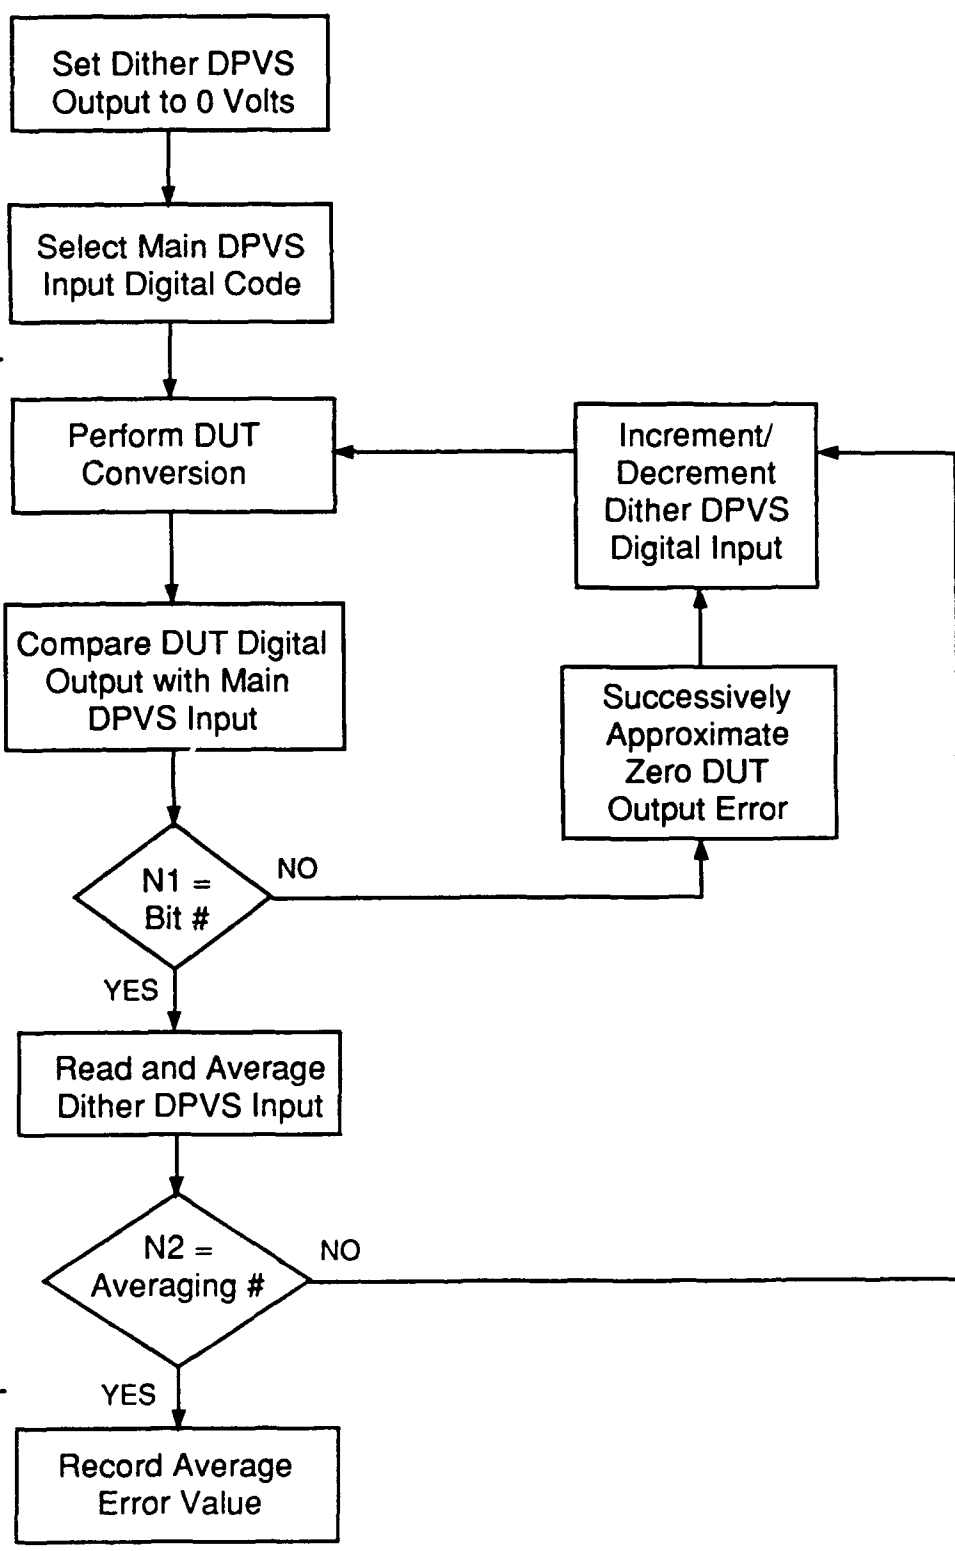 Set Dither DPVS
Output to 0 Volts
Select Main DPVS
Input Digital Code
Perform DUT
Conversion
Increment/
Decrement
Dither DPVS
Digital Input
Compare DUT Digital
Output with Main
DPVS Input
Successively
Approximate
Zero DUT
Output Error
N1 =
Bit #
NO
YES
Read and Average
Dither DPVS Input
N2 =
Averaging #
NO
YES
Record Average
Error Value